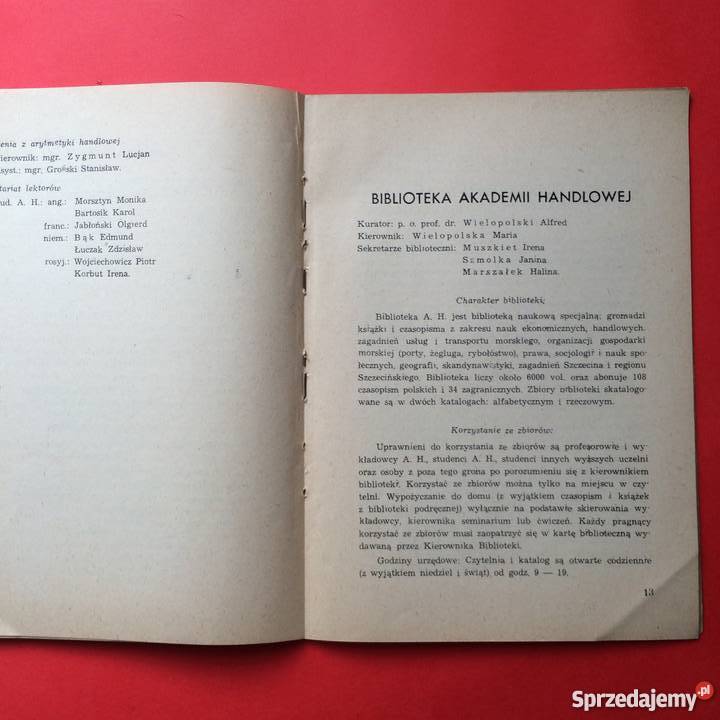 enia z arytmetyki handlowej
ierownik: mgr. Zygmunt Lucjan
syst.: mgr. Groński Stanisław.
tariat lektorów
ud. A. H.: ang.: Morsztyn Monika
Bartosik Karol
franc.: Jabłoński Olgierd
niem.: Bąk Edmund
Łuczak Zdzisław
rosyj.: Wojciechowicz Piotr
Korbut Irena.
BIBLIOTEKA AKADEMII HANDLOWEJ
Kurator: p. o. prof. dr. Wielopolski Alfred
Kierownik: Wielopolska Maria
Sekretarze biblioteczni: Muszkiet Irena
Szmolka Janina
Marszałek Halina.
Charakter biblioteki:
Biblioteka A. H. jest biblioteką naukową specjalną; gromadzi
książki i czasopisma z zakresu nauk ekonomicznych, handlowych.
zagadnień usług i transportu morskiego, organizacji gospodarki
morskiej (porty, żegluga, rybołóstwo), prawa, socjologii i nauk spo-
łecznych, geografii, skandynawistyki, zagadnień Szczecina i regionu
Szczecińskiego. Biblioteka liczy około 6000 vol. oraz abonuje 108
czasopism polskich i 34 zagranicznych. Zbiory biblioteki skatalogo-
wane są w dwóch katalogach: alfabetycznym i rzeczowym.
Korzystanie ze zbiorów:
Uprawnieni do korzystania ze zbiorów są profesorowie i wy-
kładowcy A. H., studenci A. H., studenci innych wyższych uczelni
oraz osoby z poza tego grona po porozumieniu się z kierownikiem
biblioteki. Korzystać ze zbiorów można tylko na miejscu w czy-
telni. Wypożyczanie do domu (z wyjątkiem czasopism i książek
z biblioteki podręcznej) wyłącznie na podstawie skierowania wy-
kładowcy, kierownika seminarium lub ćwiczeń. Każdy pragnący
korzystać ze zbiorów musi zaopatrzyć się w kartę biblioteczną wy-
dawaną przez Kierownika Biblioteki.
Godziny urzędowe: Czytelnia i katalog są otwarte codziennie
(z wyjątkiem niedziel i świąt) od godz. 9 — 19.
13
Sprzedajemy.pl